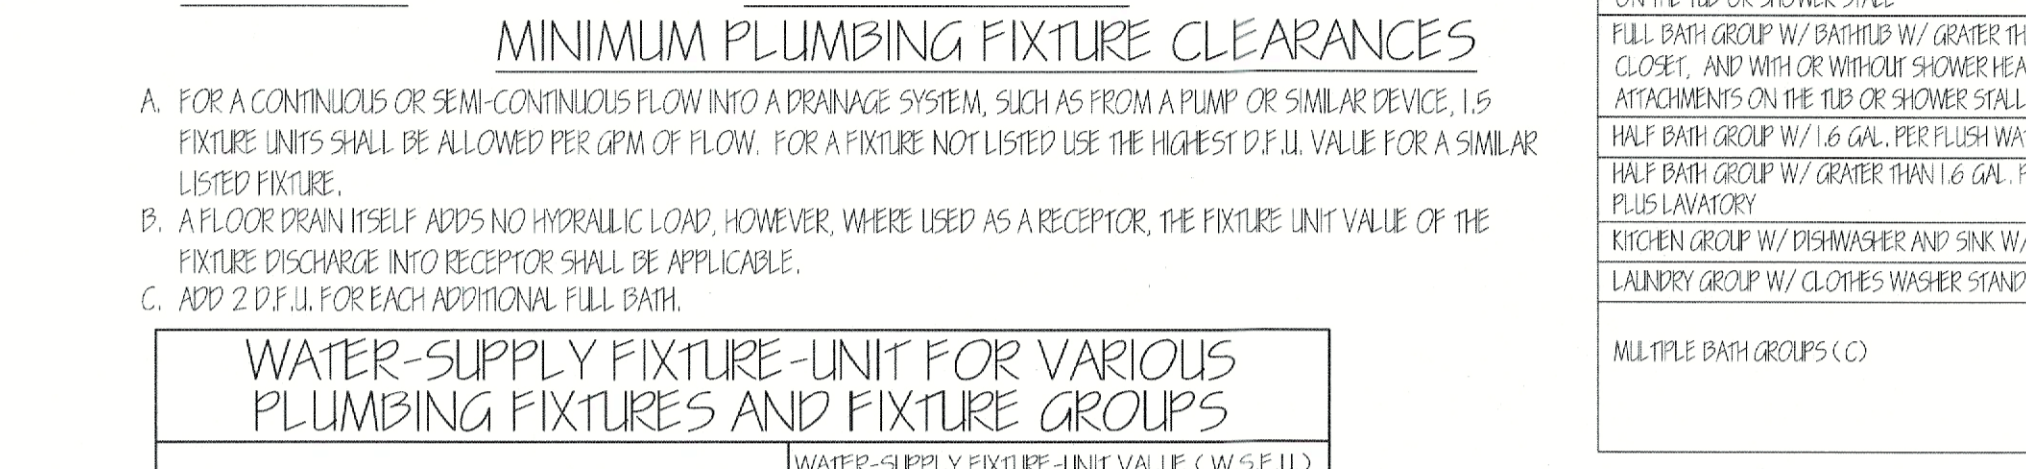 MINIMUM PLUMBING FIXTURE CLEARANCES
A. FOR A CONTINUOUS OR SEMI-CONTINUOUS FLOW INTO A DRAINAGE SYSTEM, SUCH AS FROM A PUMP OR SIMILAR DEVICE, 1.5
FIXTURE UNITS SHALL BE ALLOWED PER GPM OF FLOW. FOR A FIXTURE NOT LISTED USE THE HIGHEST D.F.U. VALUE FOR A SIMILAR
LISTED FIXTURE.
B. A FLOOR DRAIN ITSELF ADDS NO HYDRAULIC LOAD, HOWEVER, WHERE USED AS A RECEPTOR, THE FIXTURE UNIT VALUE OF THE
FIXTURE DISCHARGE INTO RECEPTOR SHALL BE APPLICABLE.
C. ADD 2 D.F.U. FOR EACH ADDITIONAL FULL BATH.
WATER-SUPPLY FIXTURE-UNIT FOR VARIOUS
PLUMBING FIXTURES AND FIXTURE GROUPS
WATER-SUPPLY FIXTURE-UNIT VALUE (W.S.F.U.)
ON THE TUB OR SHOWER STALL
FULL BATH GROUP W/ BATHTUB W/ GRATER
CLOSET, AND WITH OR WITHOUT SHOWER
ATTACHMENTS ON THE TUB OR SHOWER STALL
HALF BATH GROUP W/ 1.6 GAL. PER FLUSH
HALF BATH GROUP W/ GRATER THAN 1.6 GAL.
PLUS LAVATORY
KITCHEN GROUP W/ DISHWASHER AND SINK W/
LAUNDRY GROUP W/ CLOTHES WASHER STAND
MULTIPLE BATH GROUPS (C)